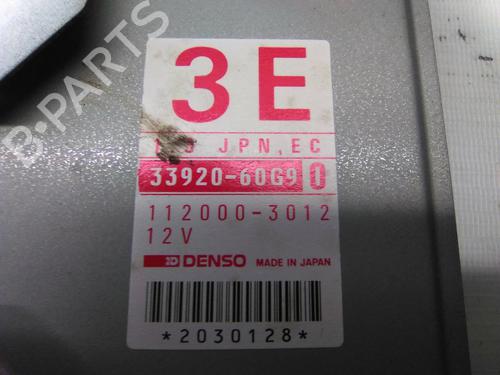 3E
JPN, EC
33920-60G9 0
112000-3012
12V
DENSO MADE IN JAPAN
*2030128*
B-PARTS